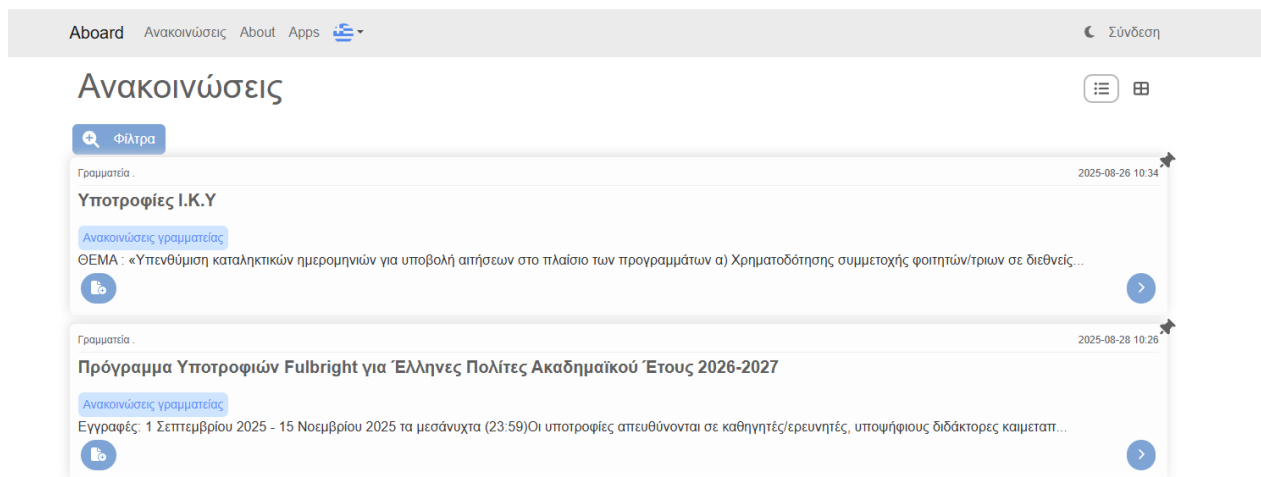 Aboard Ανακοινώσεις About Apps Σύνδεση
Ανακοινώσεις
Φίλτρα
Γραμματεία . 2025-08-26 10:34
Υποτροφίες Ι.Κ.Υ
Ανακοινώσεις γραμματείας
ΘΕΜΑ : «Υπενθύμιση καταληκτικών ημερομηνιών για υποβολή αιτήσεων στο πλαίσιο των προγραμμάτων α) Χρηματοδότησης συμμετοχής φοιτητών/τριων σε διεθνείς...
Γραμματεία . 2025-08-28 10:26
Πρόγραμμα Υποτροφιών Fulbright για Έλληνες Πολίτες Ακαδημαϊκού Έτους 2026-2027
Ανακοινώσεις γραμματείας
Εγγραφές: 1 Σεπτεμβρίου 2025 - 15 Νοεμβρίου 2025 τα μεσάνυχτα (23:59)Οι υποτροφίες απευθύνονται σε καθηγητές/ερευνητές, υποψήφιους διδάκτορες καιμεταπ...